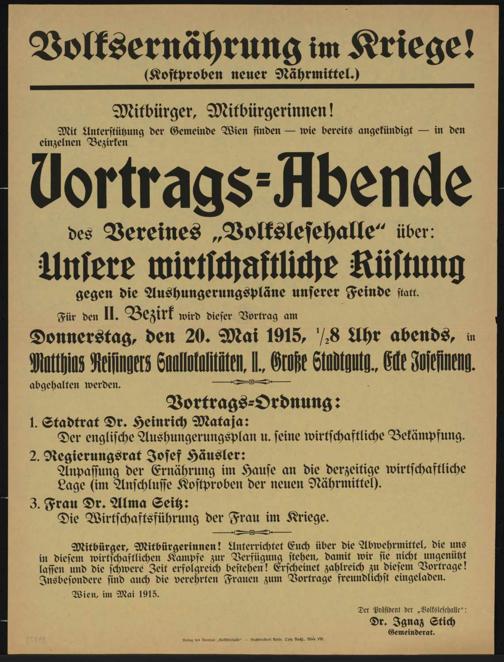 Volksernährung im Kriege!
(Kostproben neuer Nährmittel.)
Mitbürger, Mitbürgerinnen!
Mit Unterstützung der Gemeinde Wien finden — wie bereits angekündigt — in den
einzelnen Bezirken
Vortrags-Abende
des Vereines „Volkslesehalle“ über:
Unsere wirtschaftliche Rüstung
gegen die Aushungerungspläne unserer Feinde statt.
Für den II. Bezirk wird dieser Vortrag am
Donnerstag, den 20. Mai 1915, 1/28 Uhr abends, in
Matthias Reisingers Saallokalitäten, II., Große Stadtgutg., Ecke Josefineng.
abgehalten werden.
Vortrags-Ordnung:
1. Stadtrat Dr. Heinrich Mataja:
Der englische Aushungerungsplan u. seine wirtschaftliche Bekämpfung.
2. Regierungsrat Josef Häusler:
Anpassung der Ernährung im Hause an die derzeitige wirtschaftliche
Lage (im Anschlusse Kostproben der neuen Nährmittel).
3. Frau Dr. Alma Seitz:
Die Wirtschaftsführung der Frau im Kriege.
Mitbürger, Mitbürgerinnen! Unterrichtet Euch über die Abwehrmittel, die uns
in diesem wirtschaftlichen Kampfe zur Verfügung stehen, damit wir sie nicht ungenützt
lassen und die schwere Zeit erfolgreich bestehen! Erscheinet zahlreich zu diesem Vortrage!
Insbesondere sind auch die verehrten Frauen zum Vortrage freundlichst eingeladen.
Wien, im Mai 1915.
Der Präsident der „Volkslesehalle“:
Dr. Ignaz Stich
Gemeinderat.
Verlag des Vereines „Volkslesehalle“. —